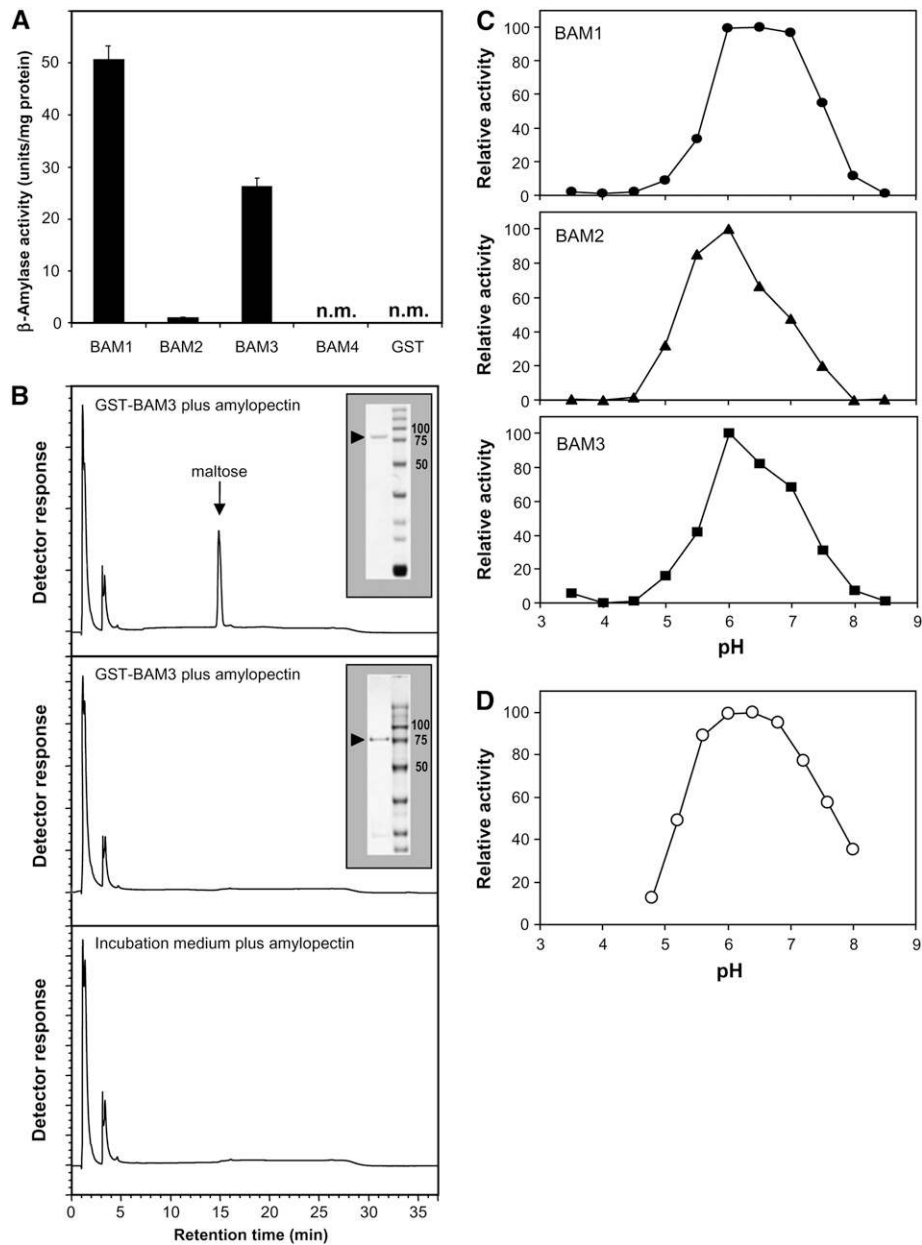 A
β-Amylase activity (units/mg protein)
50
40
30
20
10
0
n.m.
n.m.
BAM1
BAM2
BAM3
BAM4
GST
B
GST-BAM3 plus amylopectin
maltose
100
75
50
Detector response
GST-BAM3 plus amylopectin
100
75
50
Detector response
Incubation medium plus amylopectin
Detector response
0
5
10
15
20
25
30
35
Retention time (min)
C
BAM1
Relative activity
100
80
60
40
20
0
BAM2
Relative activity
100
80
60
40
20
0
BAM3
Relative activity
100
80
60
40
20
0
3
4
5
6
7
8
9
pH
D
Relative activity
100
80
60
40
20
0
3
4
5
6
7
8
9
pH